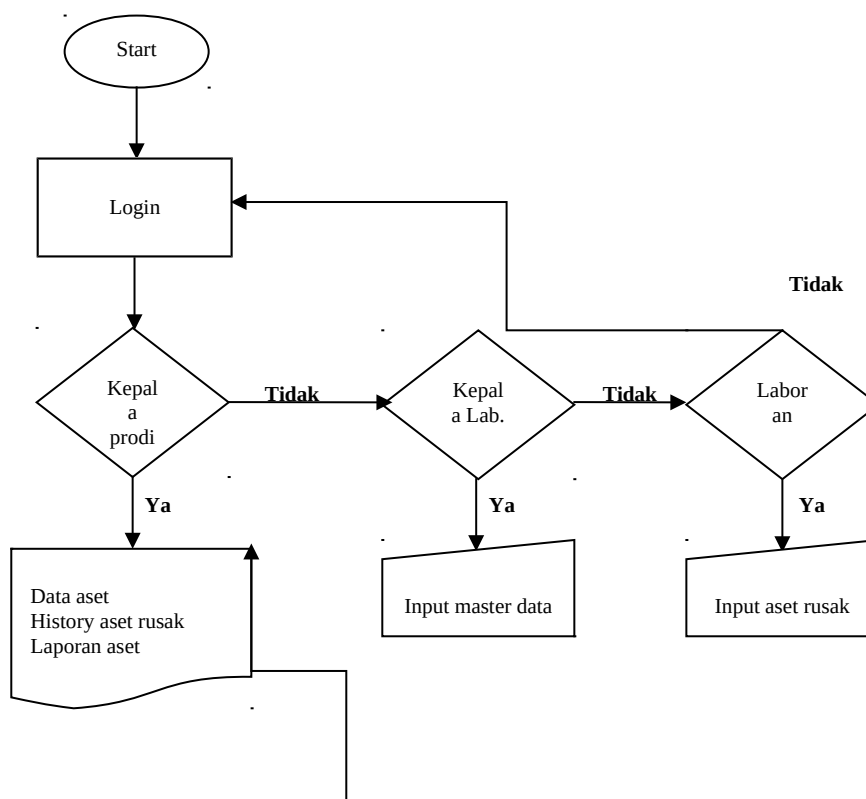 Start
Login
Tidak
Kepal
a
prodi
Tidak
Kepal
a Lab.
Tidak
Labor
an
Ya
Ya
Ya
Data aset
History aset rusak
Laporan aset
Input master data
Input aset rusak